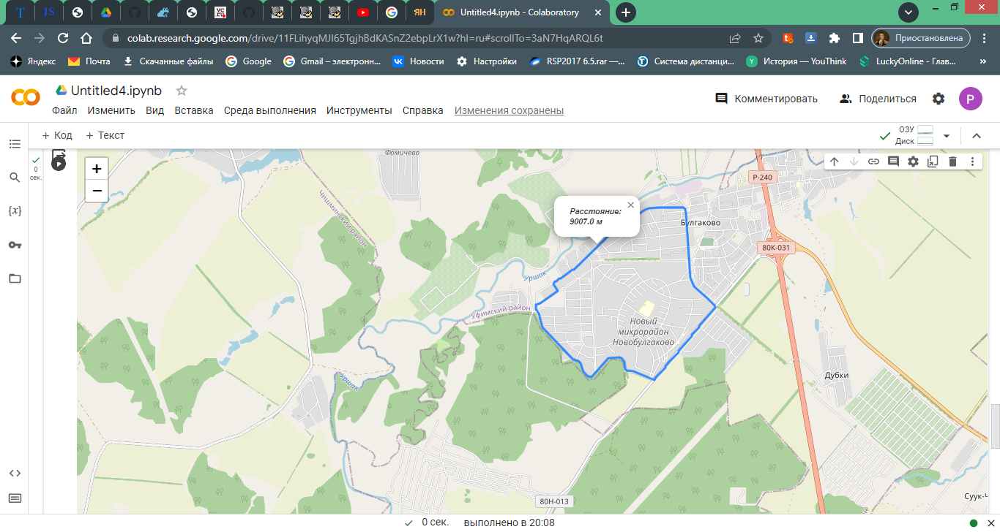 T
JS
VC
RU
ЯН
Untitled4.ipynb - Colaboratory
colab.research.google.com/drive/11FLihyqMJI65TgjhBdKASnZ2ebpLrX1w?hl=ru#scrollTo=3aN7HqARQL6t
Приостановлена
Яндекс
Почта
Скачанные файлы
Google
Gmail – электронн...
Новости
Настройки
RSP2017 6.5.rar —...
Система дистанци...
История — YouThink
LuckyOnline - Глав...
»
Untitled4.ipynb
Файл Изменить Вид Вставка Среда выполнения Инструменты Справка Изменения сохранены
Комментировать
Поделиться
P
+ Код + Текст
ОЗУ
Диск
0
сек.
{x}
+
−
Фомичево
Чишминский район
Р-240
Расстояние:
9007.0 м
Булгаково
80К-031
Уршак
Уфимский район
Новый
микрорайон
Новобулгаково
Уршак
Дубки
80Н-013
Суук-Ч
0 сек. выполнено в 20:08